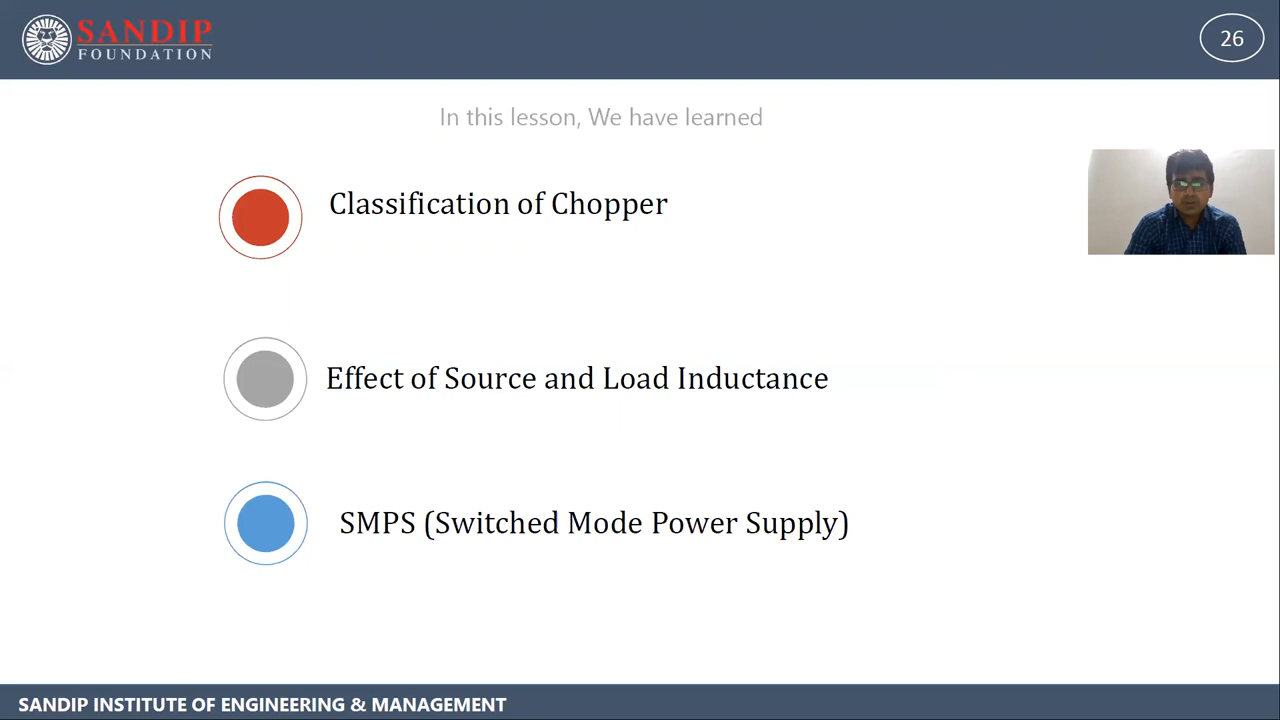 SANDIP
FOUNDATION
26
In this lesson, We have learned
Classification of Chopper
Effect of Source and Load Inductance
SMPS (Switched Mode Power Supply)
SANDIP INSTITUTE OF ENGINEERING & MANAGEMENT